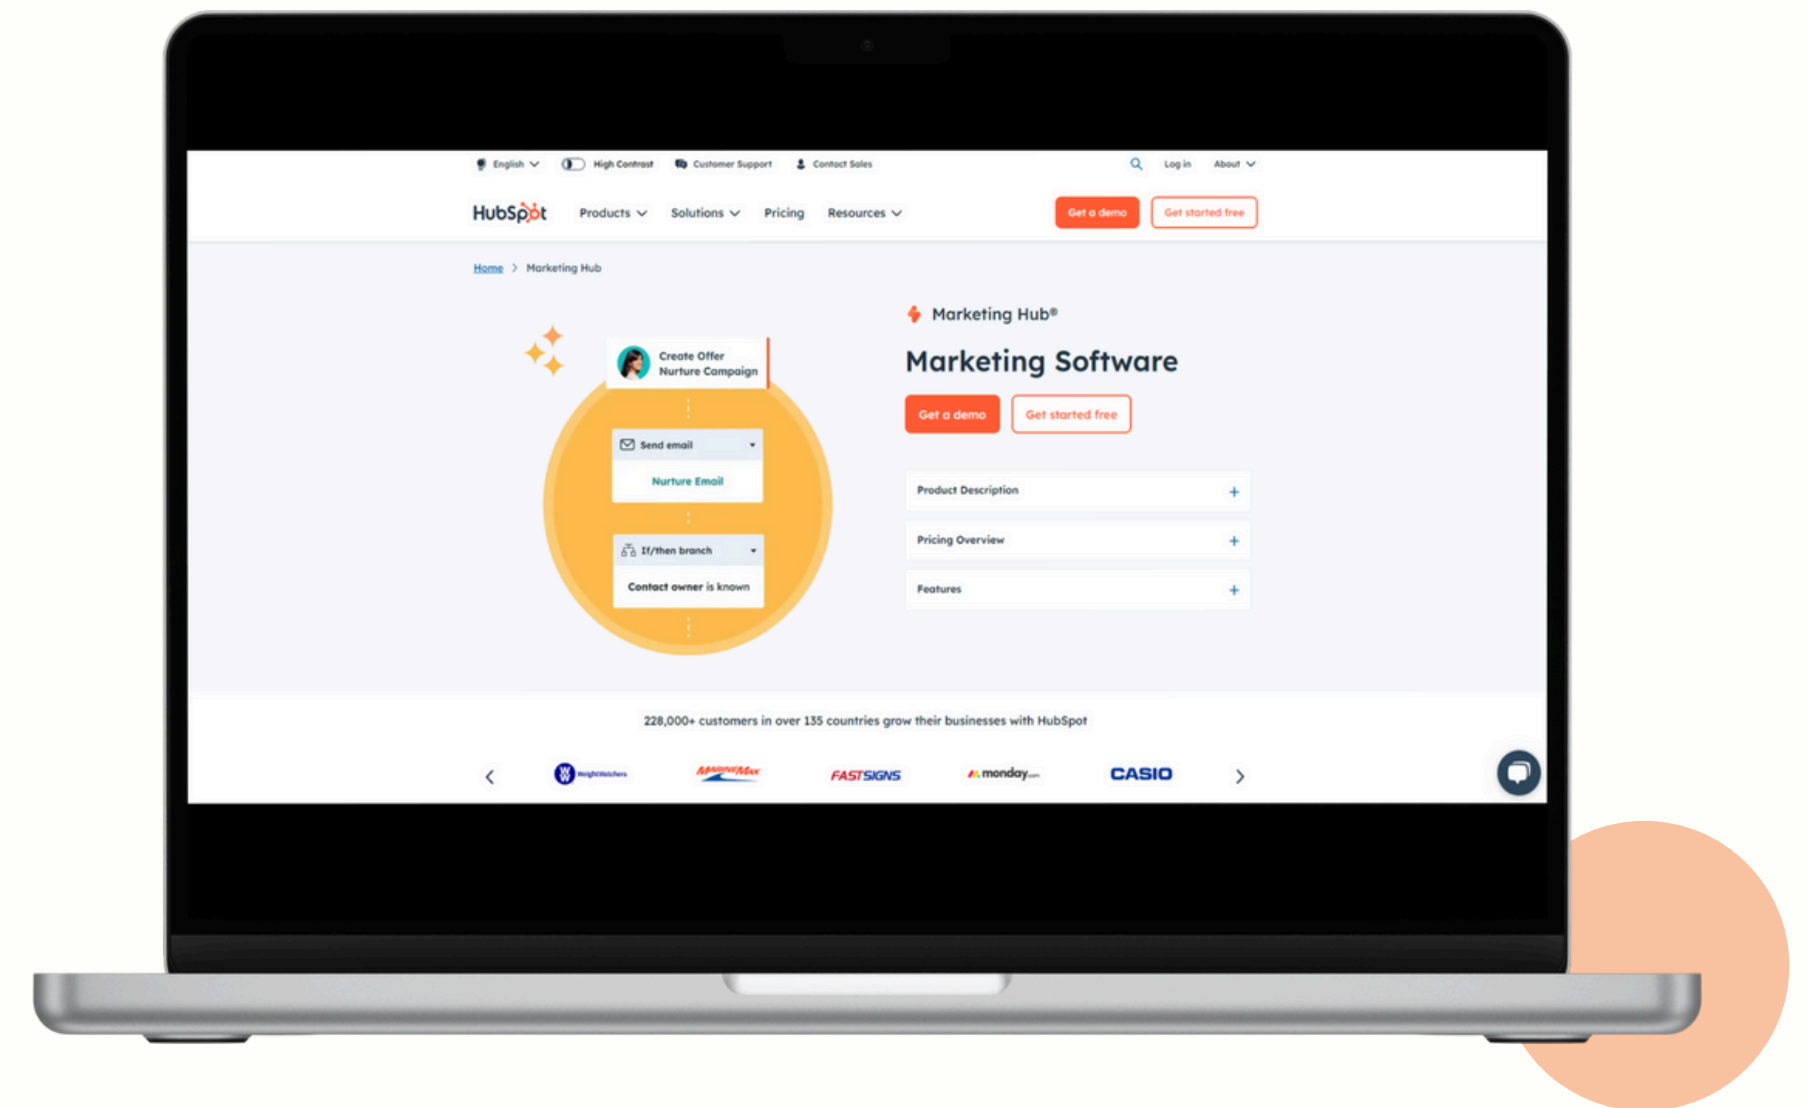 English
High Contrast
Customer Support
Contact Sales
Log in
About
HubSpot
Products
Solutions
Pricing
Resources
Get a demo
Get started free
Home > Marketing Hub
Create Offer
Nurture Campaign
Send email
Nurture Email
If/then branch
Contact owner is known
Marketing Hub®
Marketing Software
Get a demo
Get started free
Product Description
Pricing Overview
Features
228,000+ customers in over 135 countries grow their businesses with HubSpot
W WeightWatchers
MARINEMAX
FASTSIGNS
monday.com
CASIO